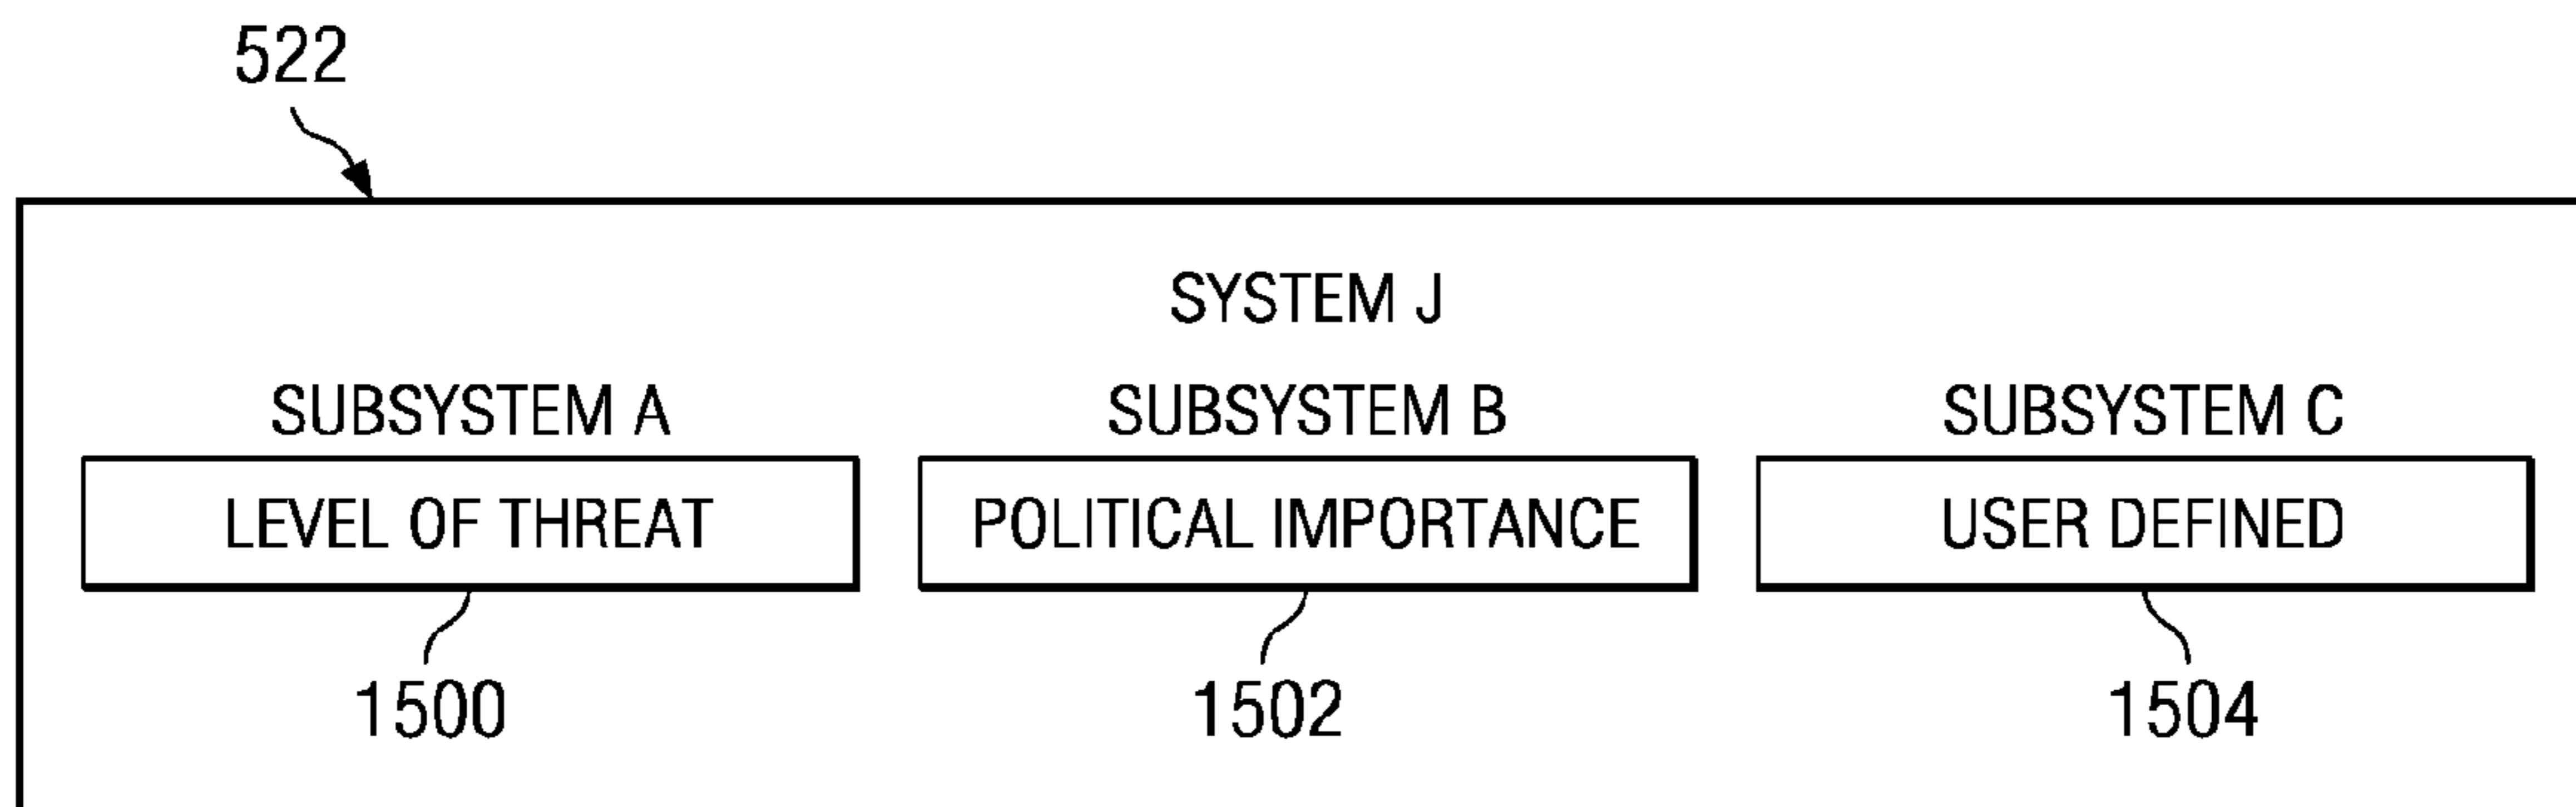 522
SYSTEM J
SUBSYSTEM A
SUBSYSTEM B
SUBSYSTEM C
LEVEL OF THREAT
POLITICAL IMPORTANCE
USER DEFINED
1500
1502
1504